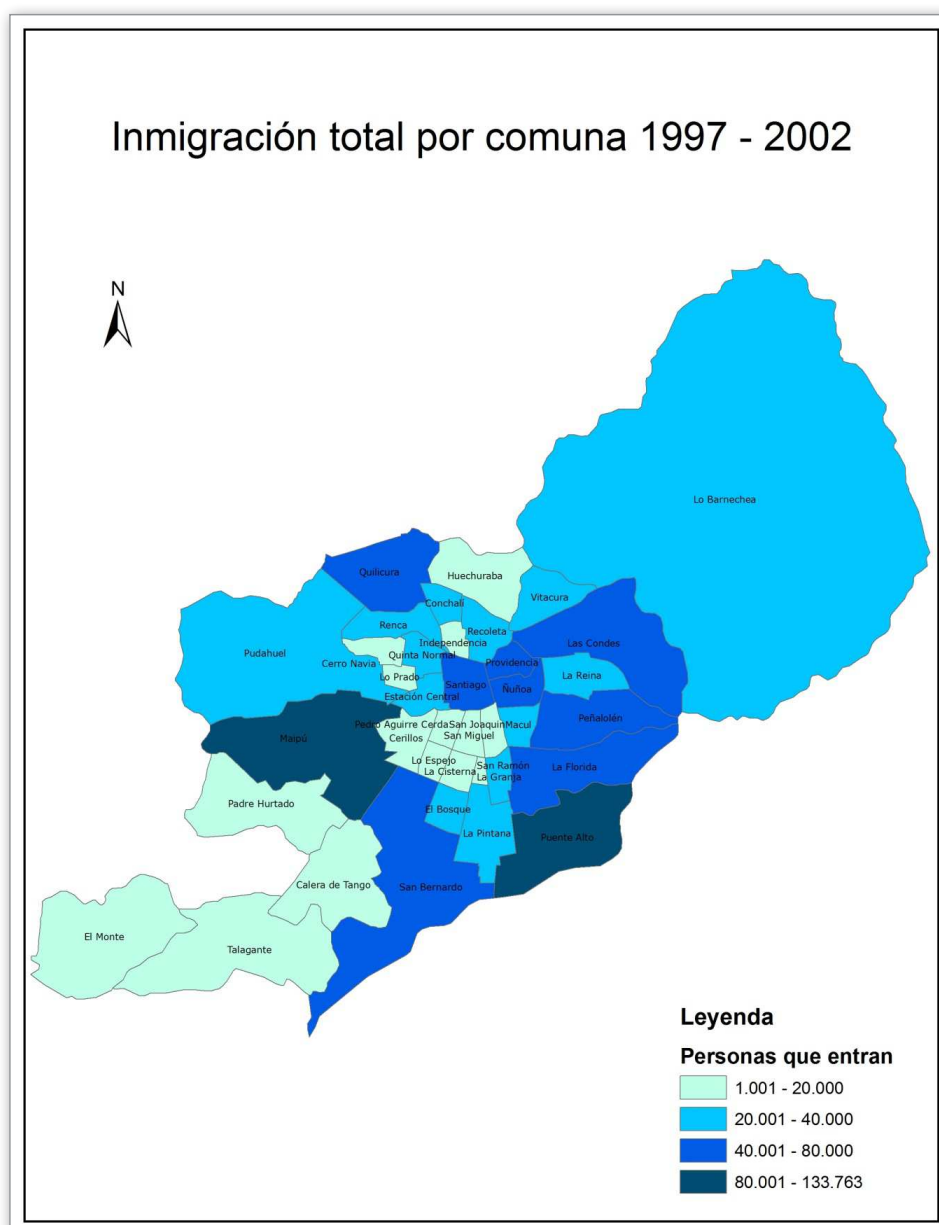 Inmigración total por comuna 1997 - 2002
N
Lo Barnechea
Quilicura
Huechuraba
Vitacura
Conchalí
Renca
Recoleta
Independencia
Las Condes
Quinta Normal
Pudahuel
Cerro Navia
Providencia
La Reina
Lo Prado
Santiago
Ñuñoa
Estación Central
Peñalolén
Pedro Aguirre Cerda
San Joaquin
Macul
Maipú
Cerillos
San Miguel
Lo Espejo
San Ramón
La Florida
La Cisterna
La Granja
Padre Hurtado
El Bosque
La Pintana
Puente Alto
Calera de Tango
San Bernardo
El Monte
Talagante
Leyenda
Personas que entran
1.001 - 20.000
20.001 - 40.000
40.001 - 80.000
80.001 - 133.763